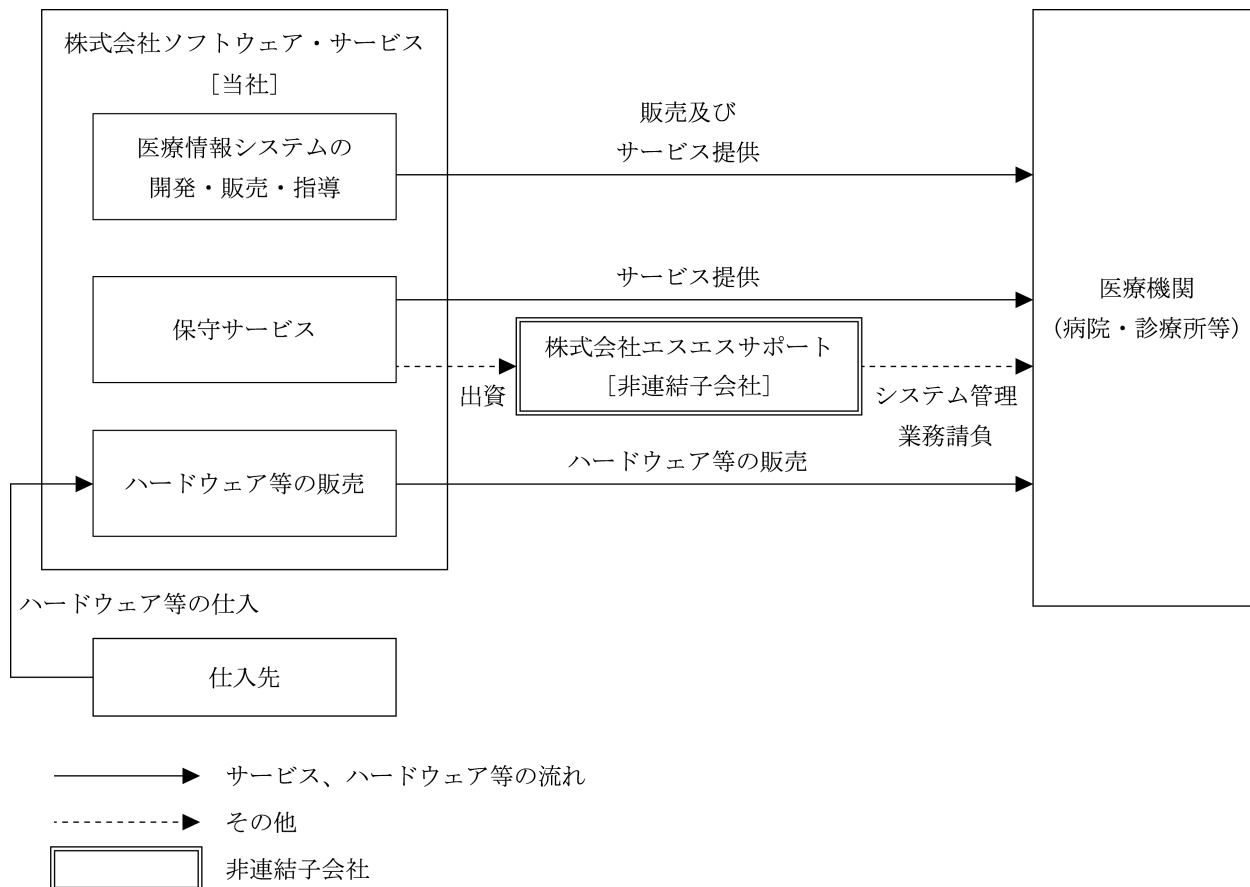 株式会社ソフトウェア・サービス
［当社］
医療情報システムの
開発・販売・指導
販売及び
サービス提供
保守サービス
サービス提供
株式会社エスエスサポート
［非連結子会社］
出資
システム管理
業務請負
医療機関
（病院・診療所等）
ハードウェア等の販売
ハードウェア等の販売
ハードウェア等の仕入
仕入先
サービス、ハードウェア等の流れ
その他
非連結子会社